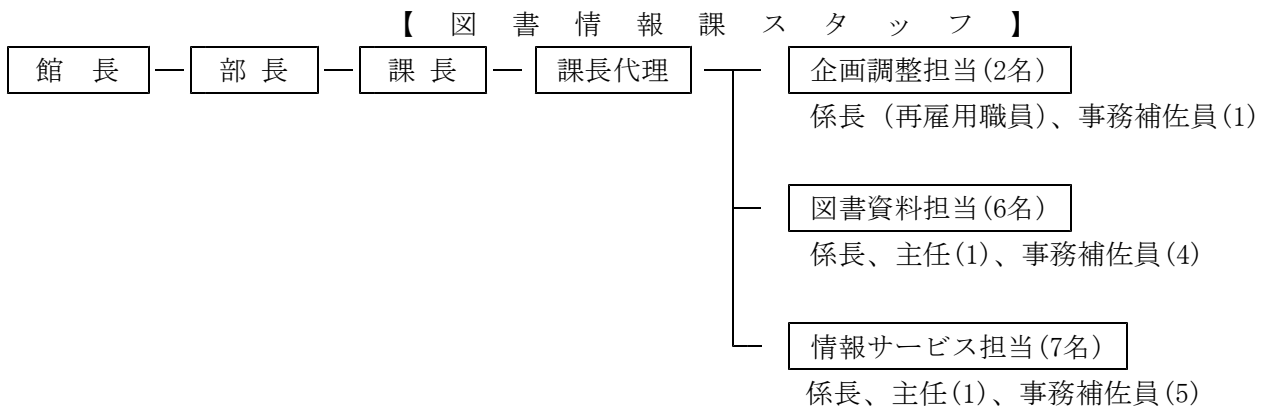 【 図 書 情 報 課 ス タ ッ フ 】
館 長 部 長 課 長 課長代理 企画調整担当(2名)
係長（再雇用職員）、事務補佐員(1)
図書資料担当(6名)
係長、主任(1)、事務補佐員(4)
情報サービス担当(7名)
係長、主任(1)、事務補佐員(5)